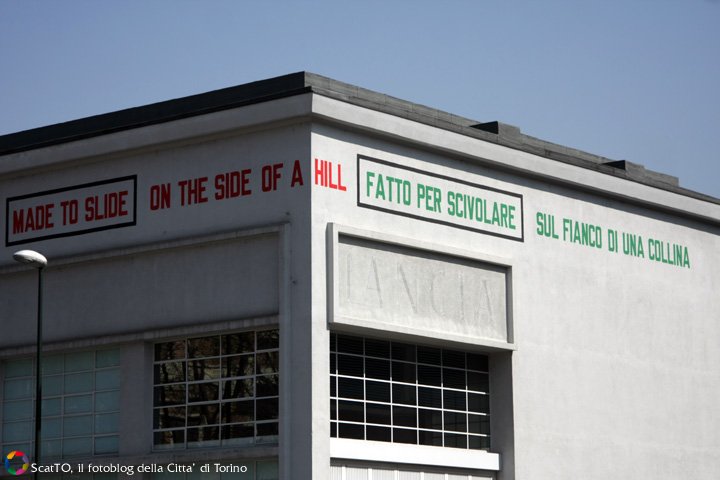 MADE TO SLIDE ON THE SIDE OF A HILL FATTO PER SCIVOLARE SUL FIANCO DI UNA COLLINA
LANCIA
ScatTO, il fotoblog della Citta' di Torino